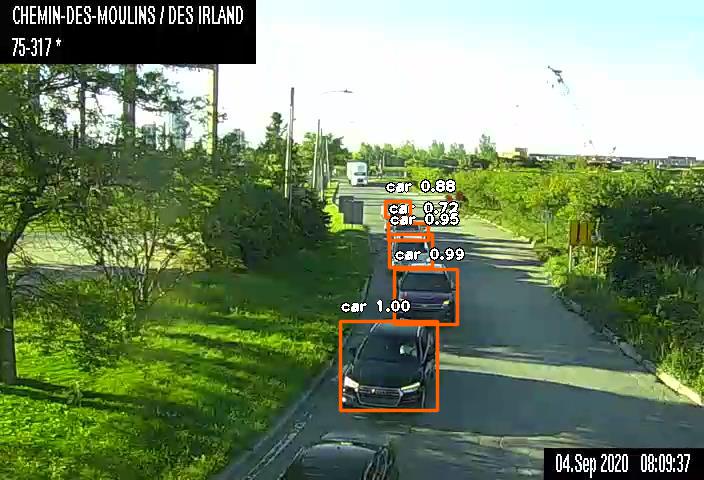 CHEMIN-DES-MOULINS / DES IRLAND
75-317 *
car 0.88
car 0.72
car 0.95
car 0.99
car 1.00
04.Sep 2020 08:09:37